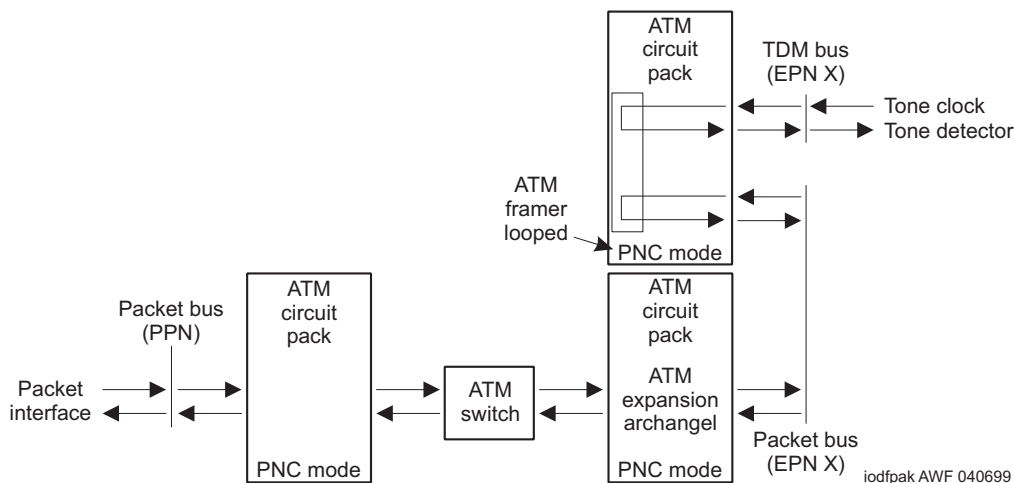 ATM
circuit
pack
TDM bus
(EPN X)
Tone clock
Tone detector
ATM
framer
looped
PNC mode
Packet bus
(PPN)
ATM
circuit
pack
ATM
circuit
pack
Packet
interface
ATM
switch
ATM
expansion
archangel
PNC mode
PNC mode
Packet bus
(EPN X)
iodfpak AWF 040699